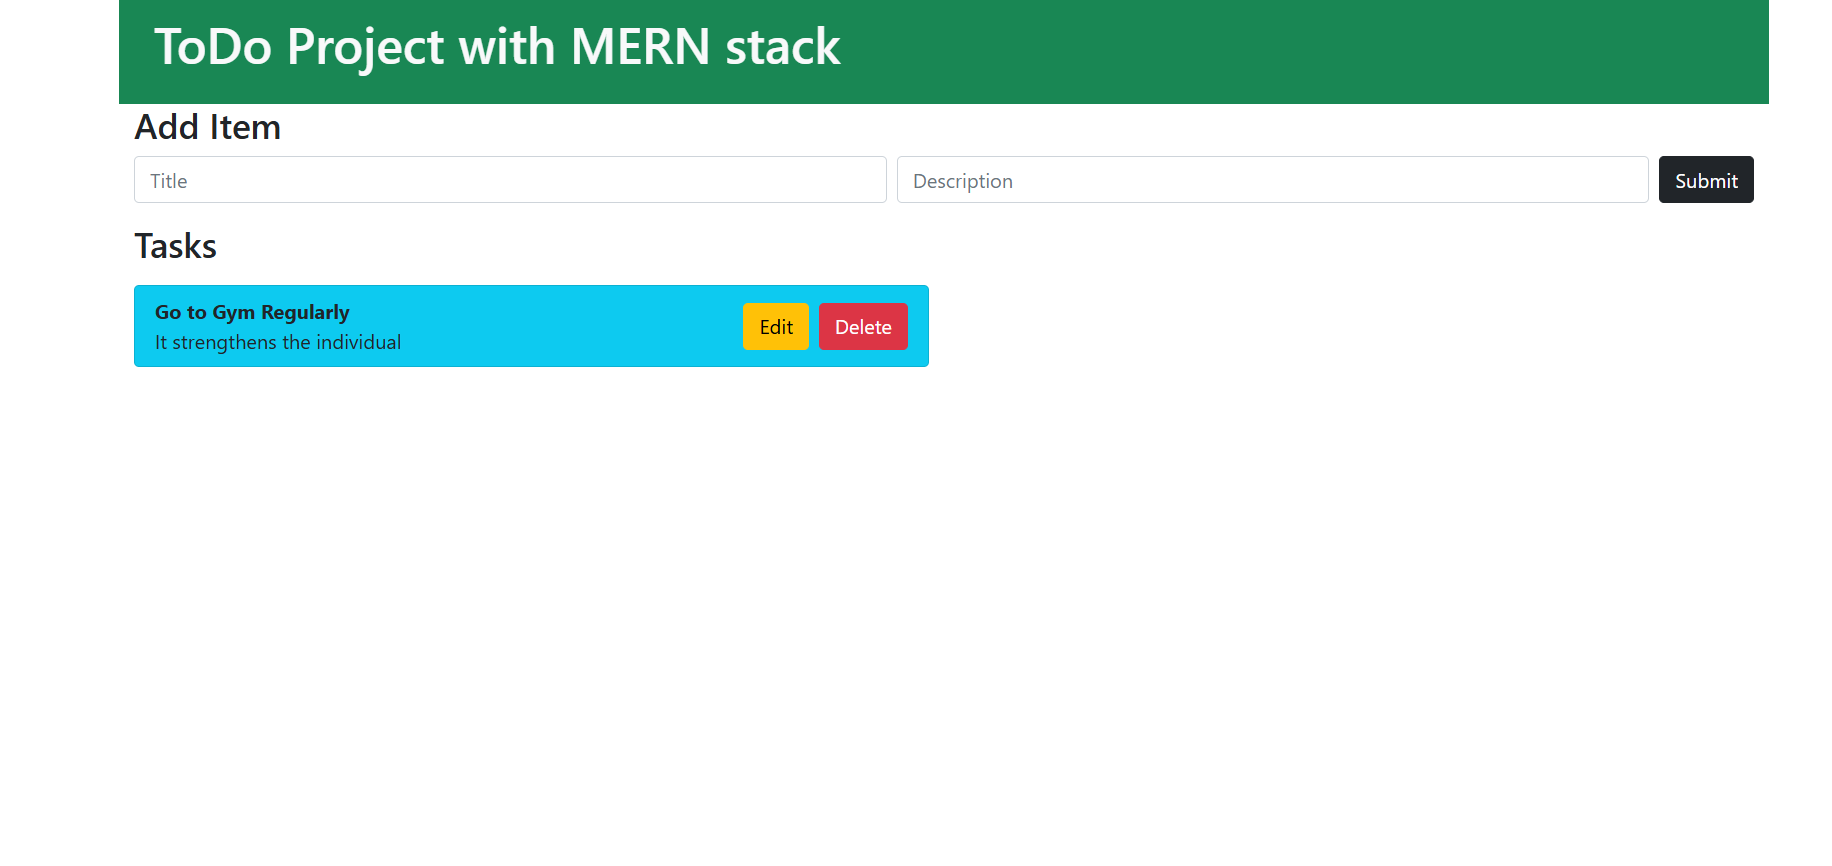 ToDo Project with MERN stack
Add Item
Title
Description
Submit
Tasks
Go to Gym Regularly
It strengthens the individual
Edit
Delete